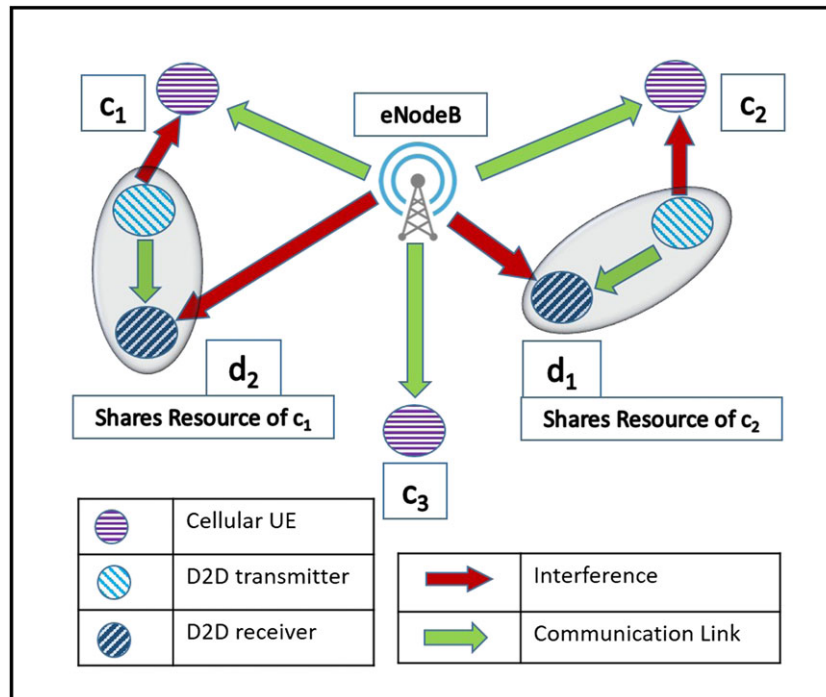 c₁
eNodeB
c₂
d₂
Shares Resource of c₁
d₁
Shares Resource of c₂
c₃
Cellular UE
D2D transmitter
D2D receiver
Interference
Communication Link